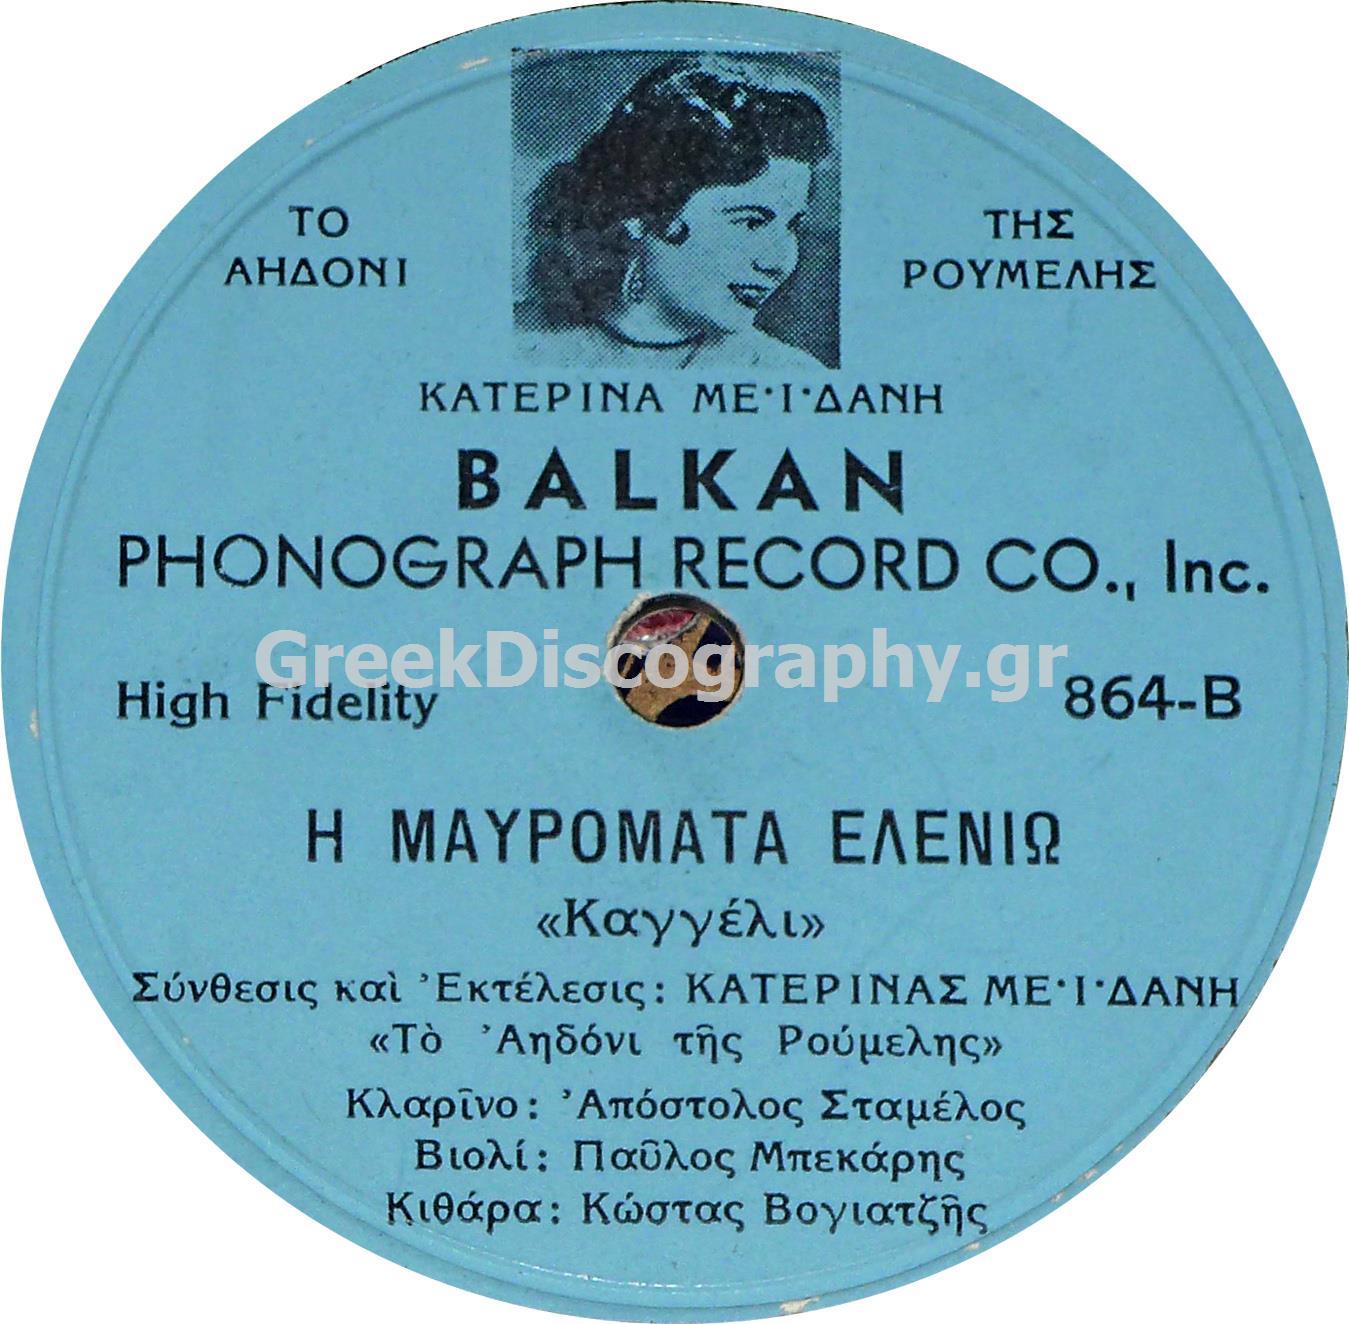 ΤΟ
ΑΗΔΟΝΙ
ΤΗΣ
ΡΟΥΜΕΛΗΣ
ΚΑΤΕΡΙΝΑ ΜΕ·Ι·ΔΑΝΗ
BALKAN
PHONOGRAPH RECORD CO., Inc.
GreekDiscography.gr
High Fidelity
864-B
Η ΜΑΥΡΟΜΑΤΑ ΕΛΕΝΙΩ
«Καγγέλι»
Σύνθεσις καὶ Ἐκτέλεσις: ΚΑΤΕΡΙΝΑΣ ΜΕ·Ι·ΔΑΝΗ
«Τὸ Ἀηδόνι τῆς Ρούμελης»
Κλαρῖνο: Ἀπόστολος Σταμέλος
Βιολί: Παῦλος Μπεκάρης
Κιθάρα: Κώστας Βογιατζῆς